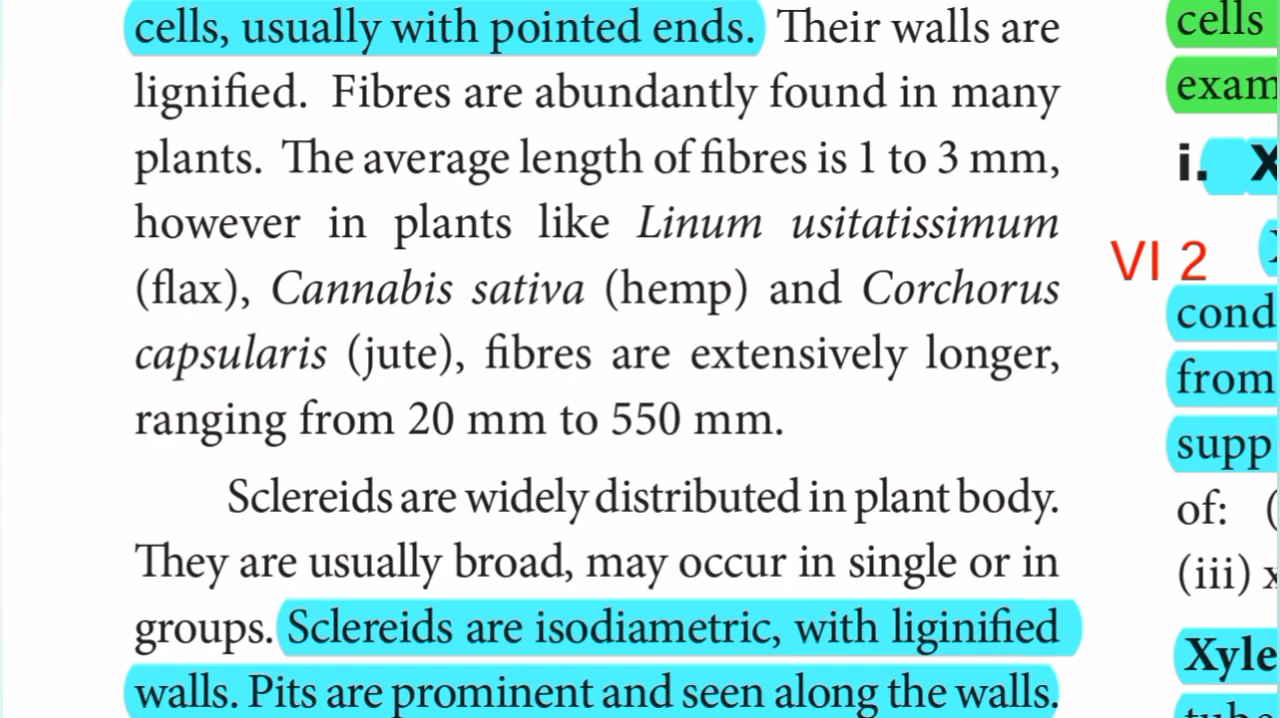 cells, usually with pointed ends. Their walls are
lignified. Fibres are abundantly found in many
plants. The average length of fibres is 1 to 3 mm,
however in plants like Linum usitatissimum
(flax), Cannabis sativa (hemp) and Corchorus
capsularis (jute), fibres are extensively longer,
ranging from 20 mm to 550 mm.
Sclereids are widely distributed in plant body.
They are usually broad, may occur in single or in
groups. Sclereids are isodiametric, with liginified
walls. Pits are prominent and seen along the walls.
cells
exam
i. X
VI 2
cond
from
supp
of: (
(iii) x
Xyle
tube